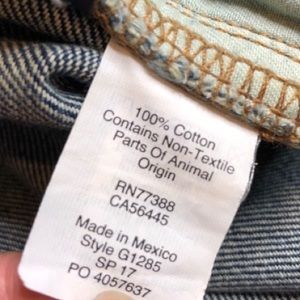 100% Cotton
Contains Non-Textile
Parts Of Animal
Origin
RN77388
CA56445
Made in Mexico
Style G1285
SP 17
PO 4057637